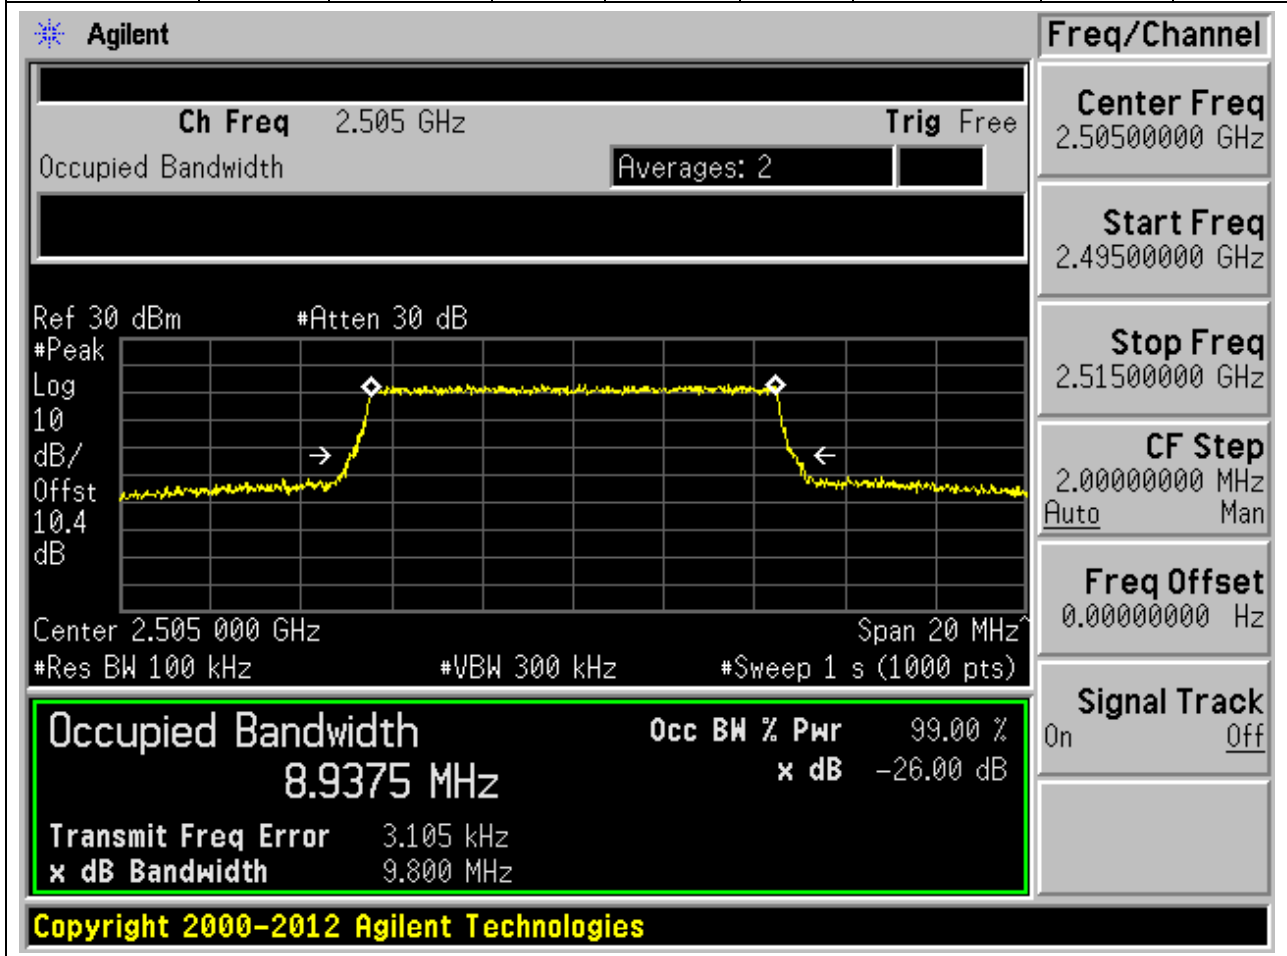 Agilent
Freq/Channel
Ch Freq 2.505 GHz Trig Free
Occupied Bandwidth Averages: 2
Center Freq
2.50500000 GHz
Start Freq
2.49500000 GHz
Stop Freq
2.51500000 GHz
CF Step
2.00000000 MHz
Auto Man
Freq Offset
0.00000000 Hz
Signal Track
On Off
Ref 30 dBm #Atten 30 dB
#Peak
Log
10
dB/
Offst
10.4
dB
Center 2.505 000 GHz Span 20 MHz^
#Res BW 100 kHz #VBW 300 kHz #Sweep 1 s (1000 pts)
Occupied Bandwidth Occ BW % Pwr 99.00 %
8.9375 MHz x dB -26.00 dB
Transmit Freq Error 3.105 kHz
x dB Bandwidth 9.800 MHz
Copyright 2000-2012 Agilent Technologies